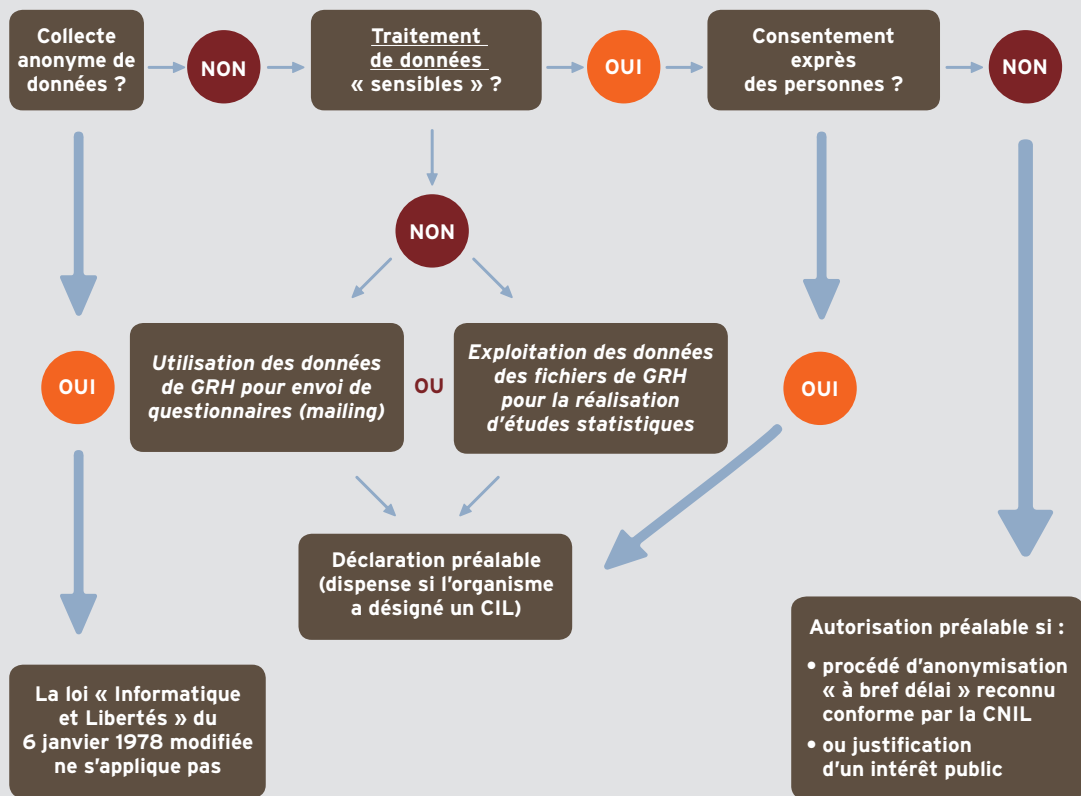 Collecte
anonyme de
données ?
NON
Traitement
de données
« sensibles » ?
OUI
Consentement
exprès
des personnes ?
NON
NON
OUI
Utilisation des données
de GRH pour envoi de
questionnaires (mailing)
OU
Exploitation des données
des fichiers de GRH
pour la réalisation
d'études statistiques
OUI
Déclaration préalable
(dispense si l'organisme
a désigné un CIL)
La loi « Informatique
et Libertés » du
6 janvier 1978 modifiée
ne s'applique pas
Autorisation préalable si :
• procédé d'anonymisation
« à bref délai » reconnu
conforme par la CNIL
• ou justification
d'un intérêt public